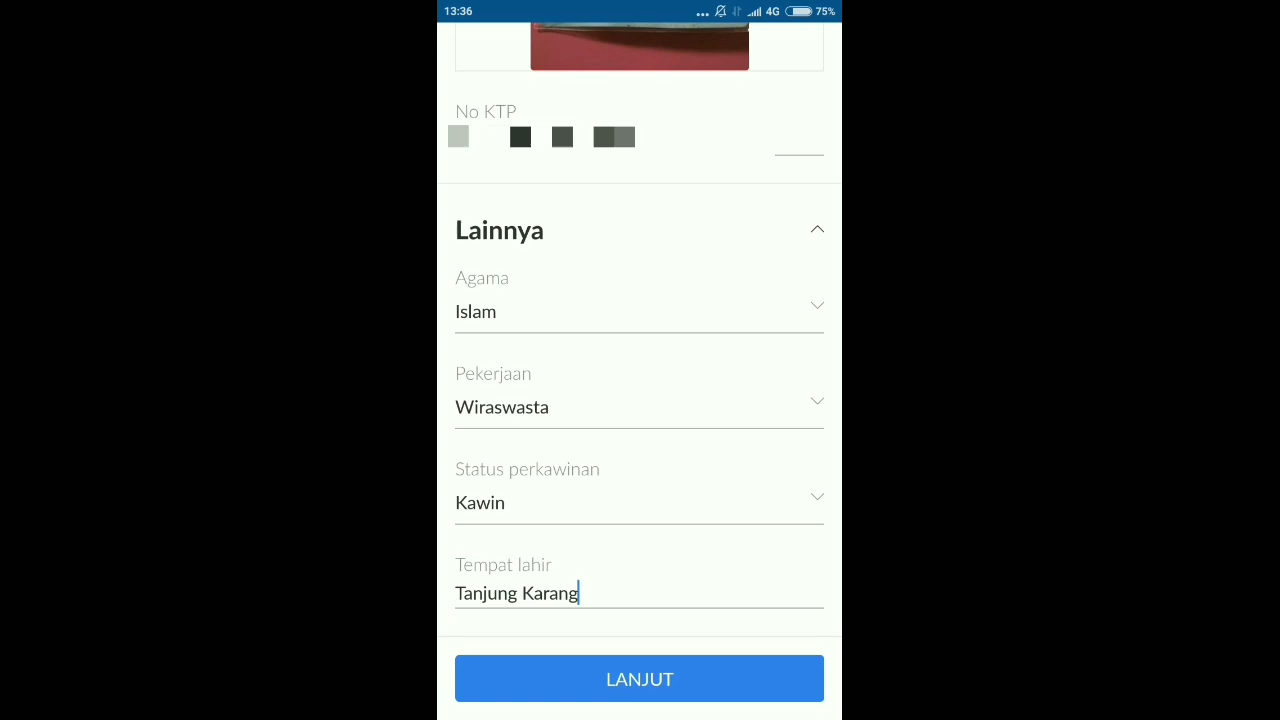 13:36
... 4G 75%
No KTP
Lainnya
Agama
Islam
Pekerjaan
Wiraswasta
Status perkawinan
Kawin
Tempat lahir
Tanjung Karang
LANJUT